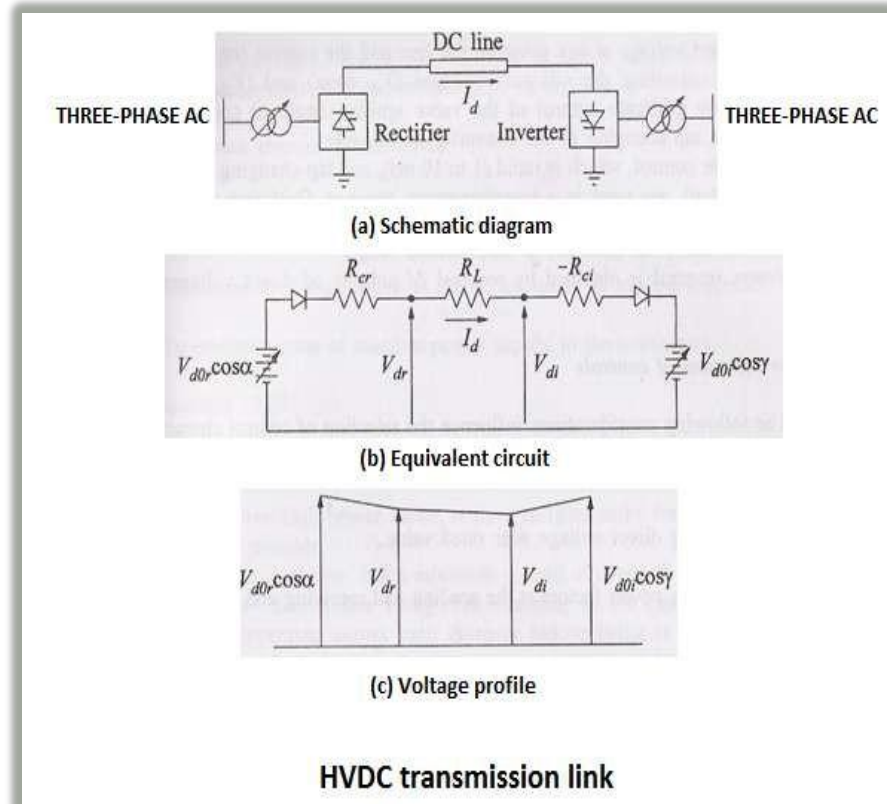 DC line
I_d
THREE-PHASE AC
Rectifier
Inverter
THREE-PHASE AC
(a) Schematic diagram
R_cr
R_L
-R_ci
I_d
V_d0r cosα
V_dr
V_di
V_d0i cosγ
(b) Equivalent circuit
V_d0r cosα
V_dr
V_di
V_d0i cosγ
(c) Voltage profile
HVDC transmission link